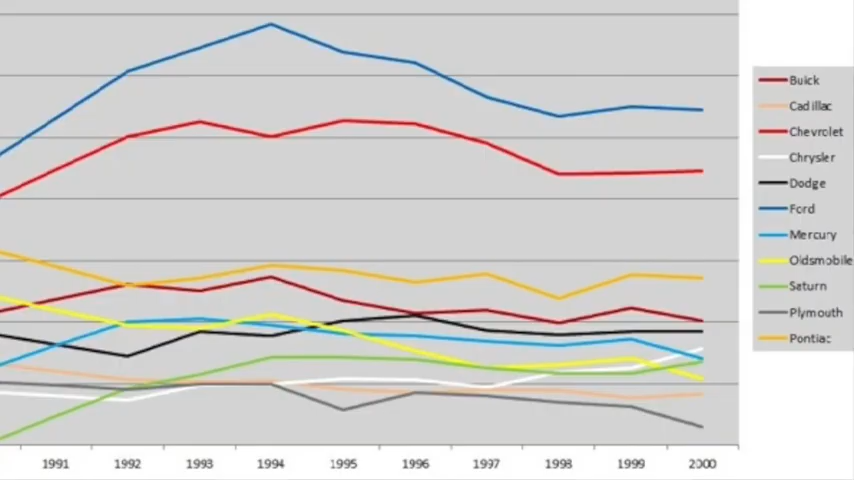 Buick
Cadillac
Chevrolet
Chrysler
Dodge
Ford
Mercury
Oldsmobile
Saturn
Plymouth
Pontiac
1991 1992 1993 1994 1995 1996 1997 1998 1999 2000